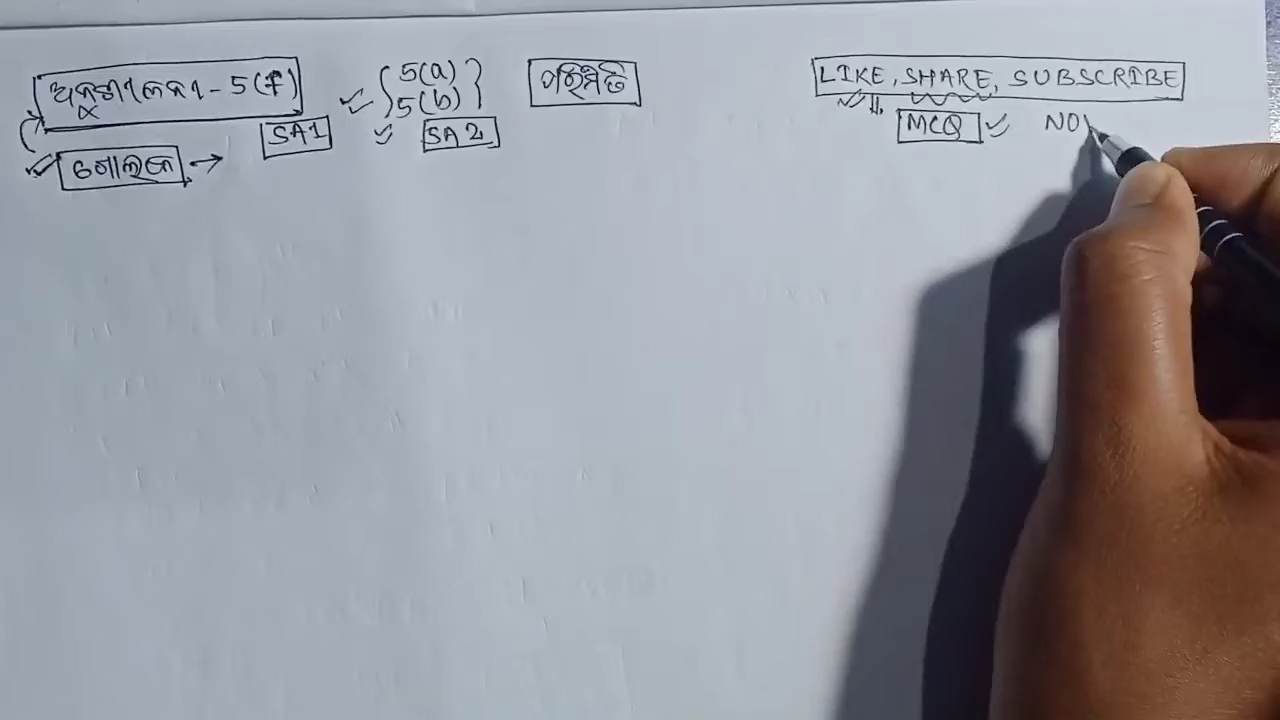 ଅନୁଶୀଳନୀ - 5(f)
5(a)
5(b)
ପରିମିତି
LIKE, SHARE, SUBSCRIBE
SA1
SA2
MCQ
NO
ଗୋଲକ →